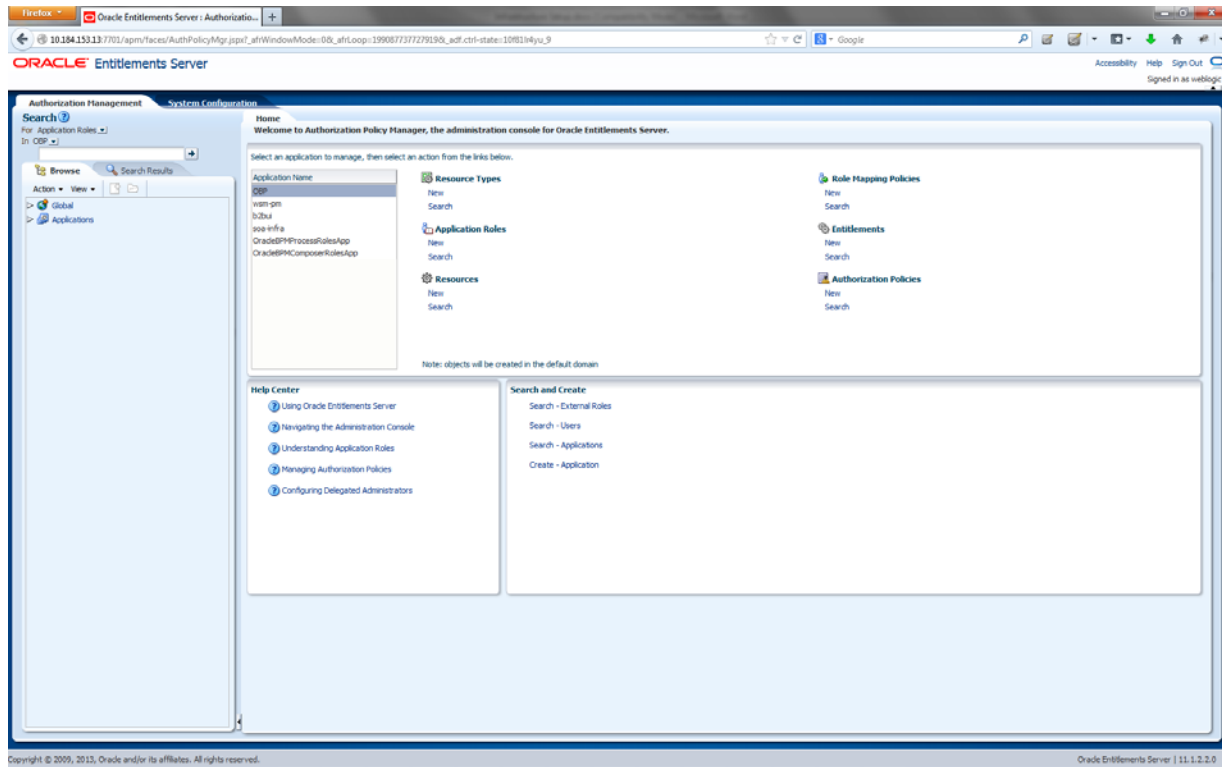 Firefox
Oracle Entitlements Server : Authorizatio...
10.184.153.13:7701/apm/faces/AuthPolicyMgr.jspx?_afrWindowMode=0&_afrLoop=1990877377279198&_adf.ctrl-state=10f81lr4yu_9
Google
ORACLE Entitlements Server
Accessibility Help Sign Out
Signed in as weblogic
Authorization Management System Configuration
Search
For Application Roles
In OBP
Browse Search Results
Action View
Global
Applications
Home
Welcome to Authorization Policy Manager, the administration console for Oracle Entitlements Server.
Select an application to manage, then select an action from the links below.
Application Name
OBP
wsm-pm
b2bui
soa-infra
OracleBPMProcessRolesApp
OracleBPMComposerRolesApp
Resource Types
New
Search
Application Roles
New
Search
Resources
New
Search
Role Mapping Policies
New
Search
Entitlements
New
Search
Authorization Policies
New
Search
Note: objects will be created in the default domain
Help Center
Using Oracle Entitlements Server
Navigating the Administration Console
Understanding Application Roles
Managing Authorization Policies
Configuring Delegated Administrators
Search and Create
Search - External Roles
Search - Users
Search - Applications
Create - Application
Copyright © 2009, 2013, Oracle and/or its affiliates. All rights reserved.
Oracle Entitlements Server | 11.1.2.2.0